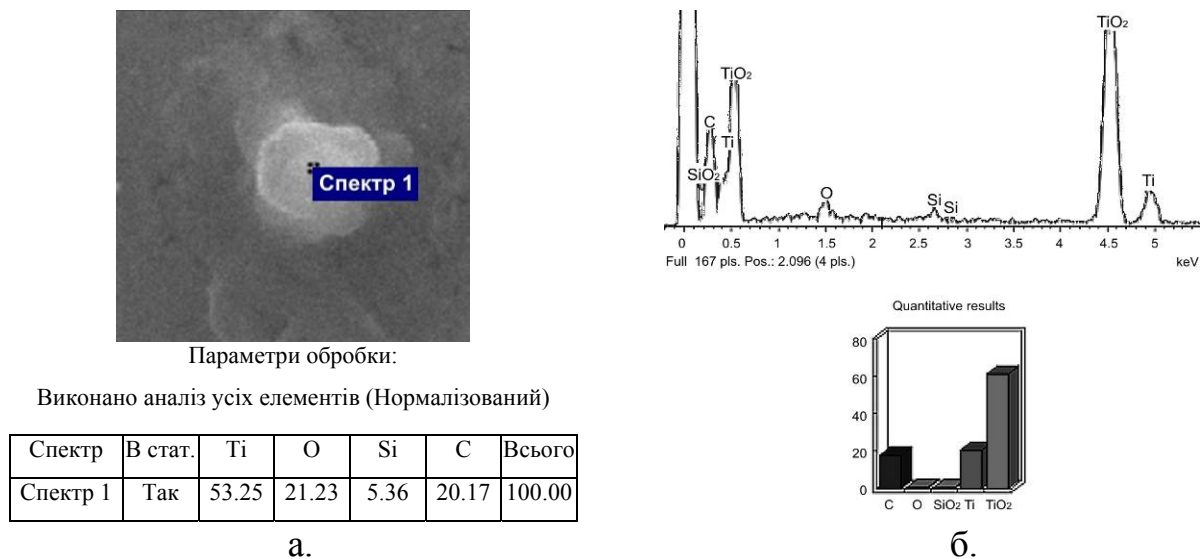 Спектр 1
Параметри обробки:
Виконано аналіз усіх елементів (Нормалізований)
Спектр В стат. Ti O Si C Всього
Спектр 1 Так 53.25 21.23 5.36 20.17 100.00
а.
TiO2
TiO2
C
Ti
SiO2
O
Si
Si
Ti
0 0.5 1 1.5 2 2.5 3 3.5 4 4.5 5
Full 167 pls. Pos.: 2.096 (4 pls.) keV
Quantitative results
80
60
40
20
0
C O SiO2 Ti TiO2
б.